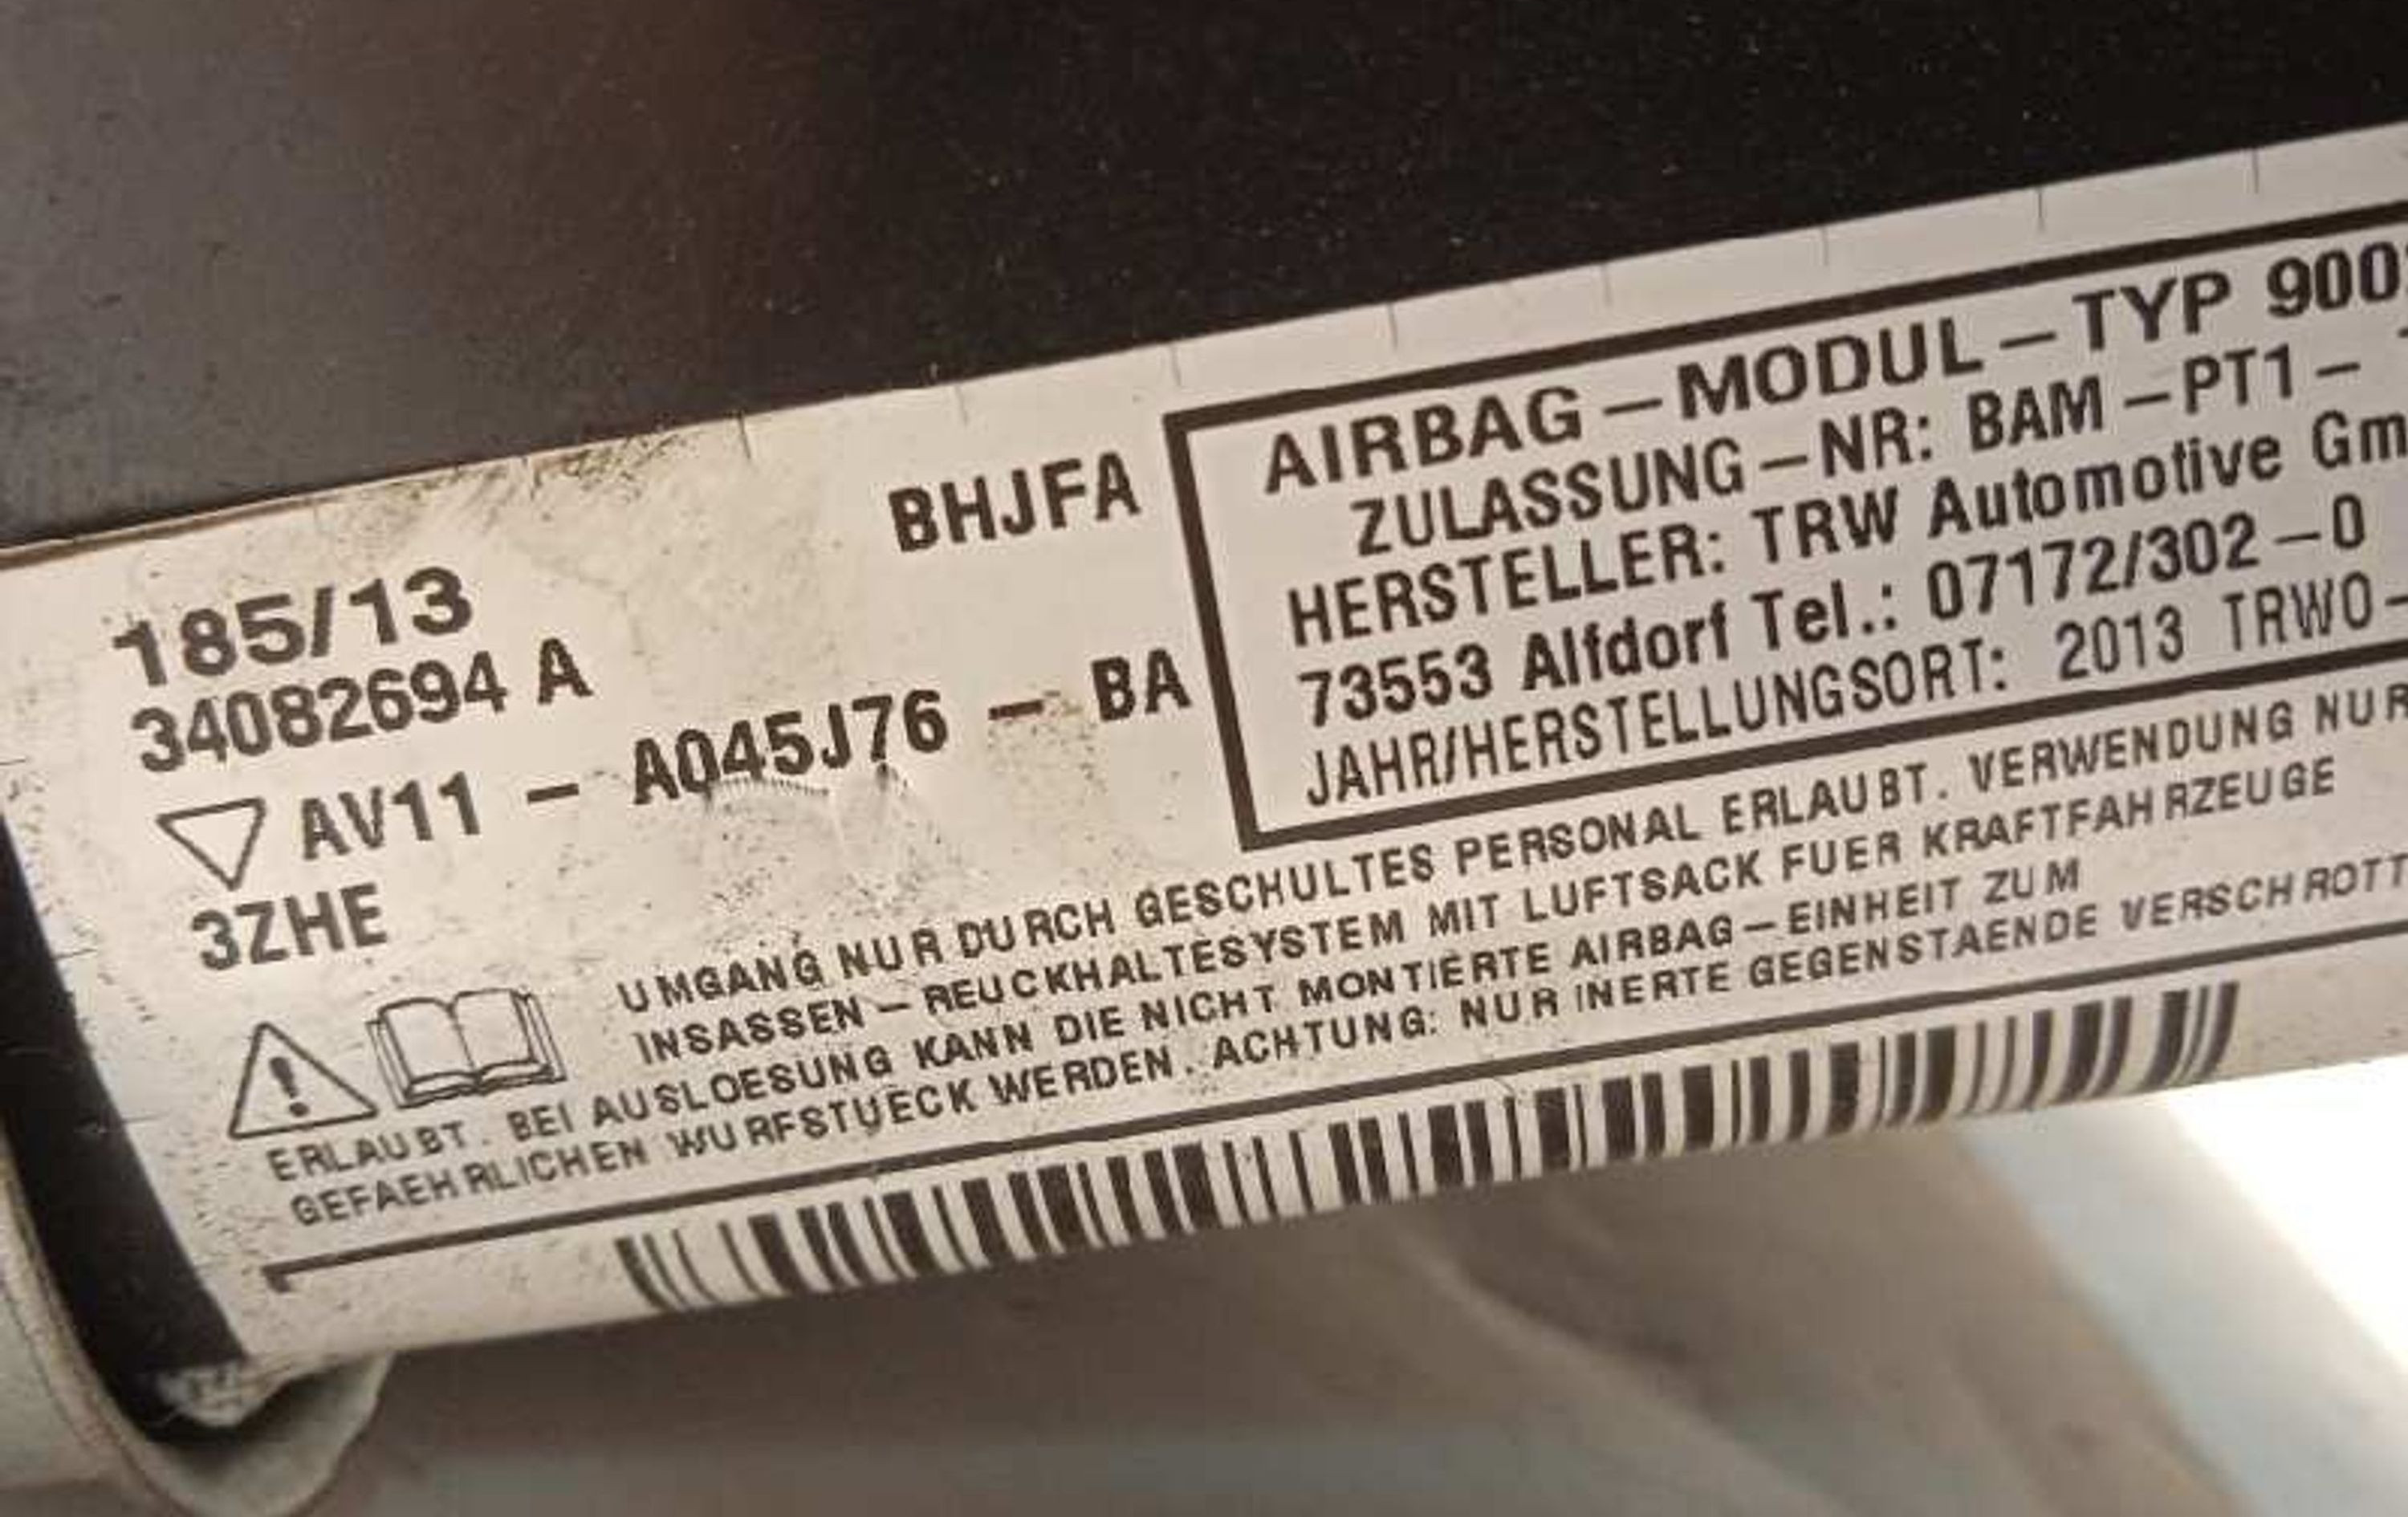 BHJFA
185/13
34082694 A
AV11 - A045J76 - BA
3ZHE
AIRBAG-MODUL-TYP 900
ZULASSUNG-NR: BAM-PT1-
HERSTELLER: TRW Automotive Gm
73553 Alfdorf Tel.: 07172/302-0
JAHR/HERSTELLUNGSORT: 2013 TRWO-
UMGANG NUR DURCH GESCHULTES PERSONAL ERLAUBT. VERWENDUNG NUR
INSASSEN-REUCKHALTESYSTEM MIT LUFTSACK FUER KRAFTFAHRZEUGE
ERLAUBT. BEI AUSLOESUNG KANN DIE NICHT MONTIERTE AIRBAG-EINHEIT ZUM
GEFAEHRLICHEN WURFSTUECK WERDEN. ACHTUNG: NUR INERTE GEGENSTAENDE VERSCHROTT